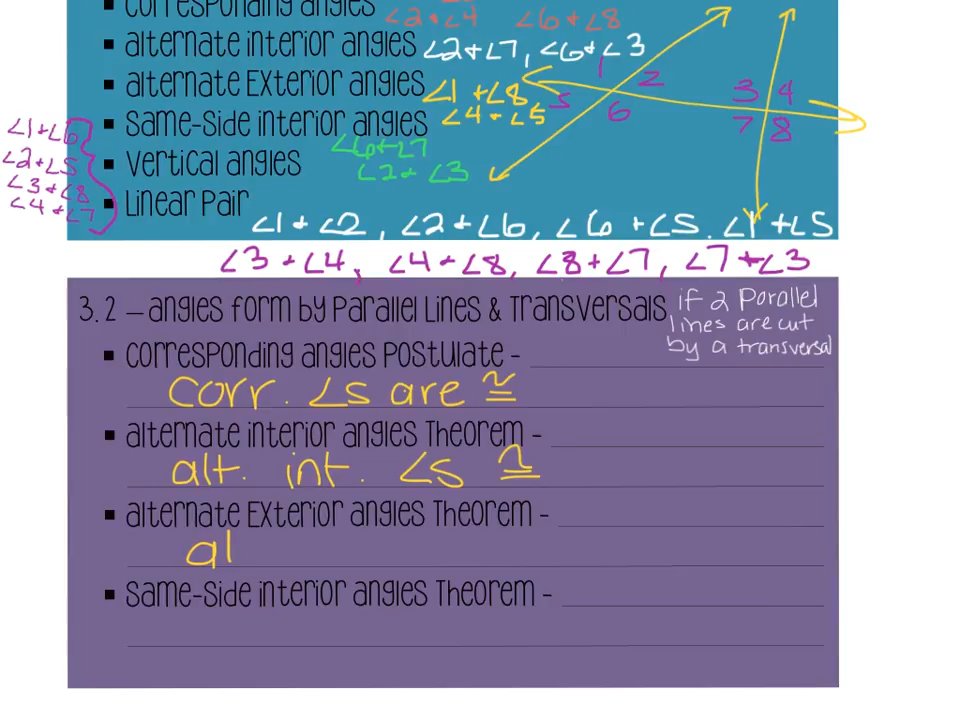 corresponding angles
∠2 + ∠4 ∠6 + ∠8
▪ alternate interior angles ∠2 + ∠7, ∠6 + ∠3
▪ alternate Exterior angles ∠1 + ∠8
∠4 + ∠5
▪ same-side interior angles
∠6 + ∠7
∠2 + ∠3
▪ Vertical angles
∠1 + ∠6
∠2 + ∠5
∠3 + ∠8
∠4 + ∠7
▪ Linear Pair
∠1 + ∠2, ∠2 + ∠6, ∠6 + ∠5, ∠1 + ∠5
∠3 + ∠4, ∠4 + ∠8, ∠8 + ∠7, ∠7 + ∠3
1 2 5 6
3 4 7 8
3.2 – angles form by Parallel Lines & Transversals
if 2 Parallel
lines are cut
by a transversal
▪ corresponding angles Postulate –
corr. ∠s are ≅
▪ alternate interior angles Theorem –
alt. int. ∠s ≅
▪ alternate Exterior angles Theorem –
al
▪ same-side interior angles Theorem –